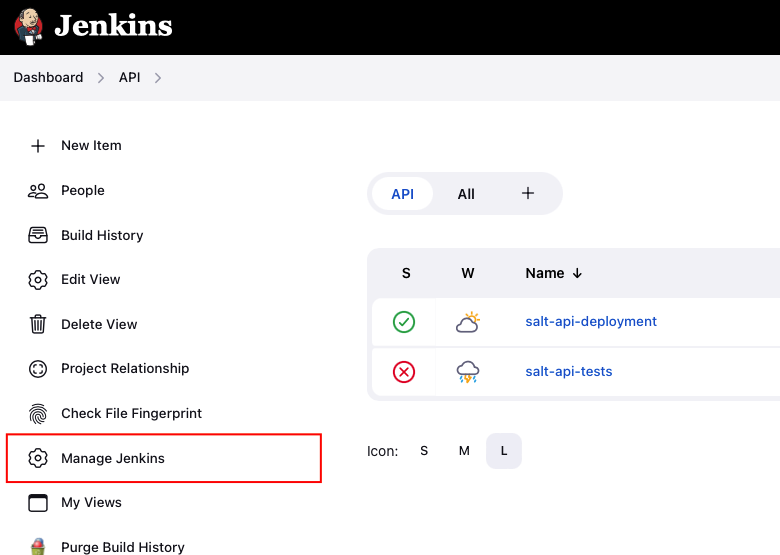 Jenkins
Dashboard
API
New Item
People
Build History
Edit View
Delete View
Project Relationship
Check File Fingerprint
Manage Jenkins
My Views
Purge Build History
API All +
S W Name ↓
salt-api-deployment
salt-api-tests
Icon: S M L